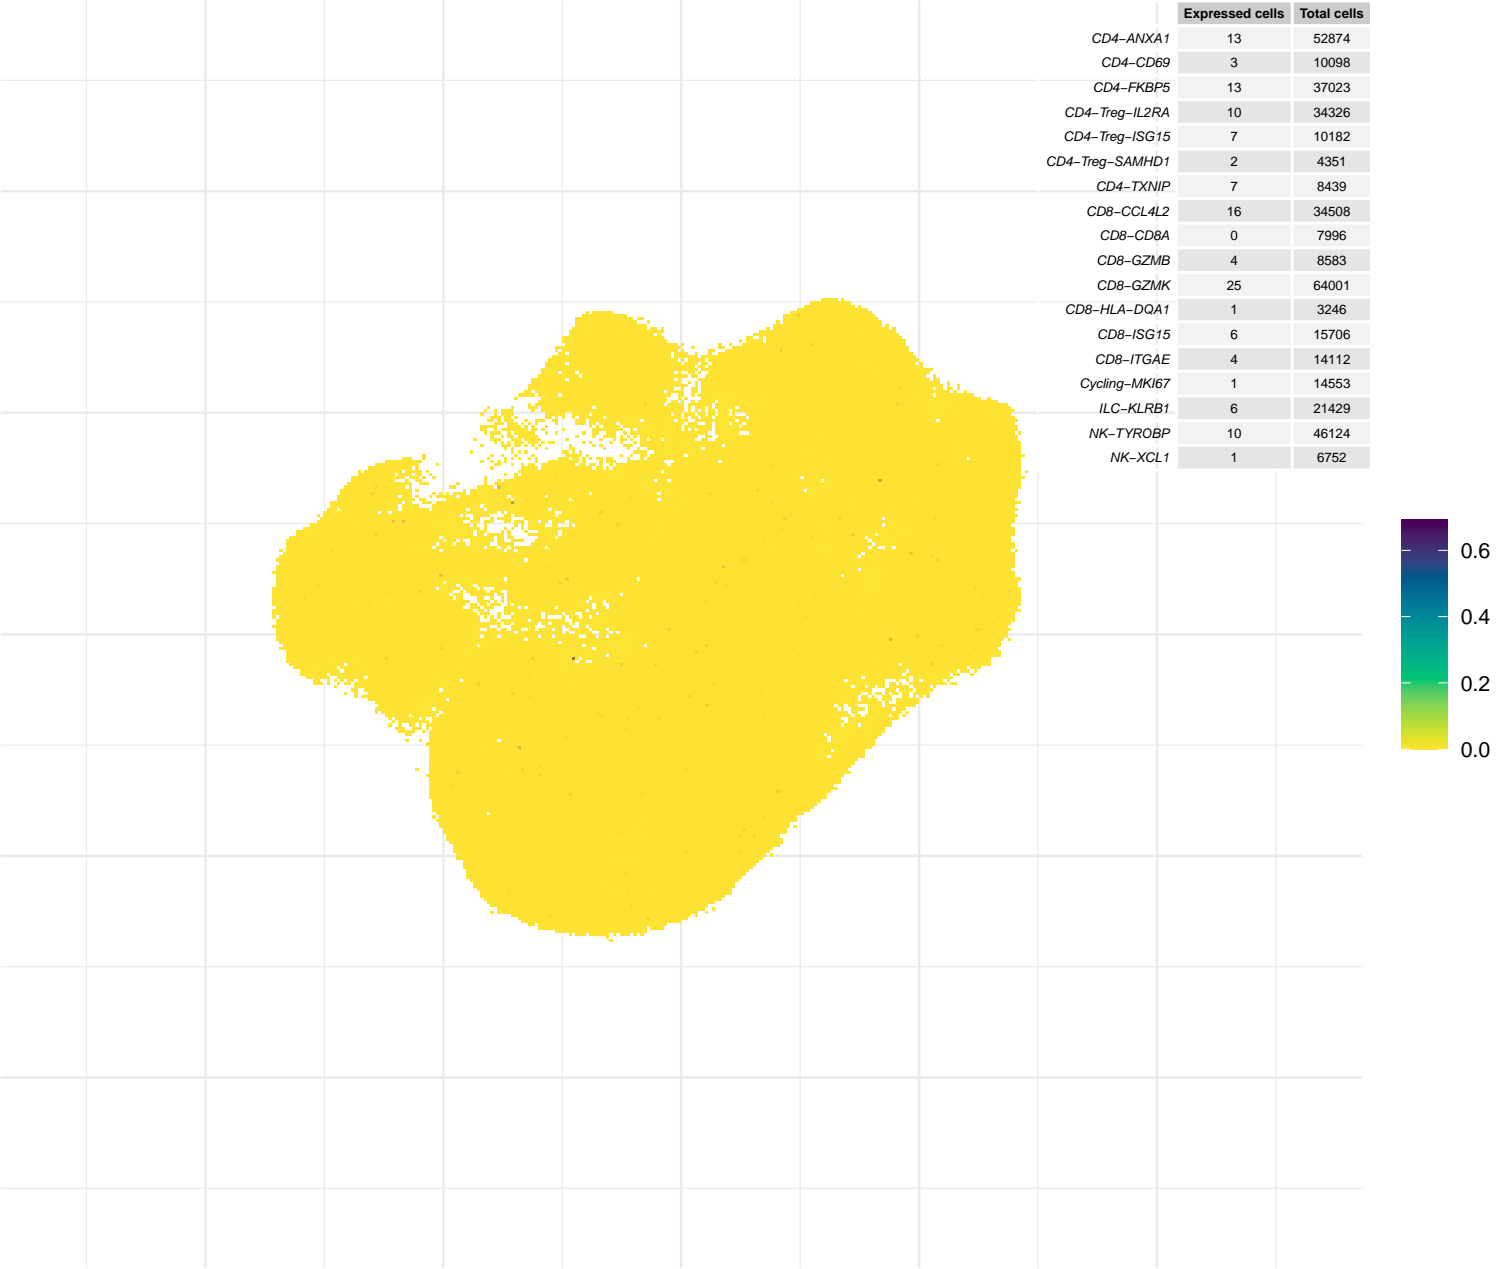 Expressed cells Total cells
CD4−ANXA1 13 52874
CD4−CD69 3 10098
CD4−FKBP5 13 37023
CD4−Treg−IL2RA 10 34326
CD4−Treg−ISG15 7 10182
CD4−Treg−SAMHD1 2 4351
CD4−TXNIP 7 8439
CD8−CCL4L2 16 34508
CD8−CD8A 0 7996
CD8−GZMB 4 8583
CD8−GZMK 25 64001
CD8−HLA−DQA1 1 3246
CD8−ISG15 6 15706
CD8−ITGAE 4 14112
Cycling−MKI67 1 14553
ILC−KLRB1 6 21429
NK−TYROBP 10 46124
NK−XCL1 1 6752
0.6
0.4
0.2
0.0